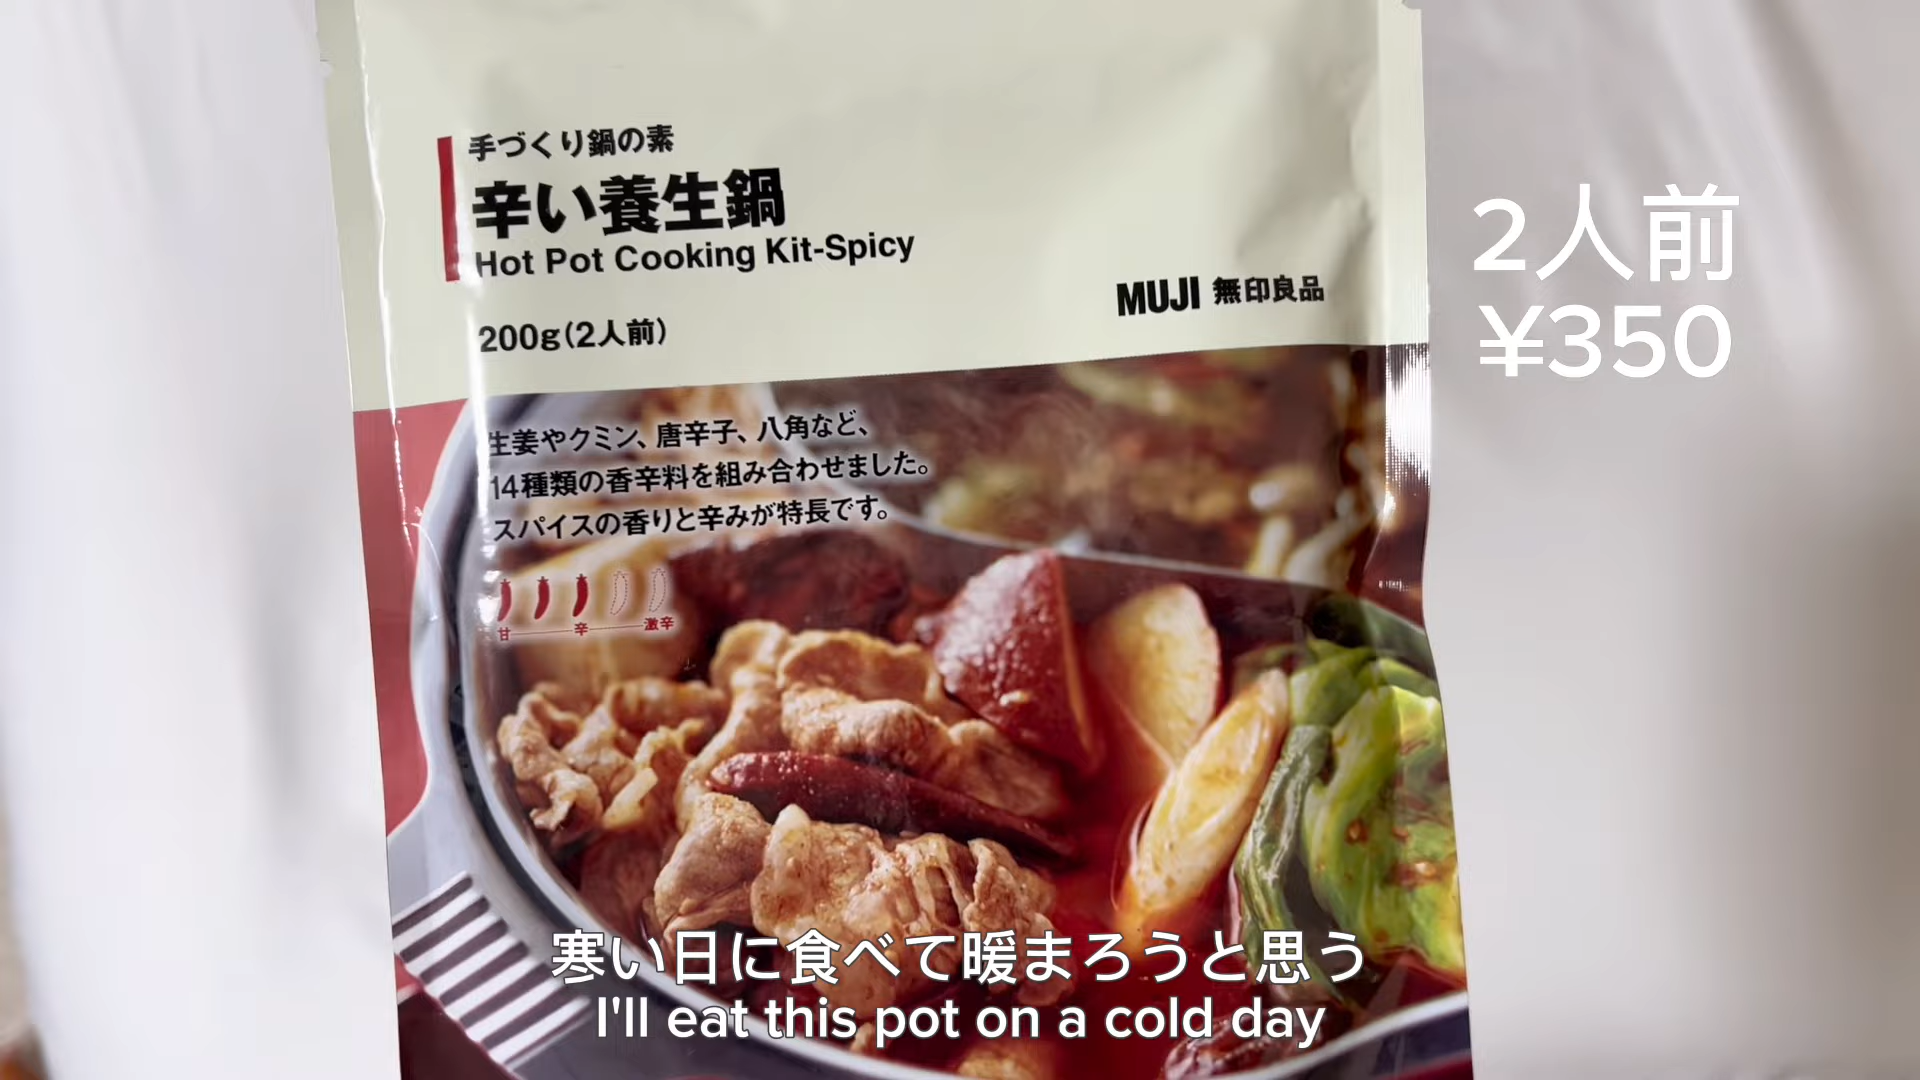 手づくり鍋の素
辛い養生鍋
Hot Pot Cooking Kit-Spicy
200g(2人前)
MUJI 無印良品
2人前
¥350
生姜やクミン、唐辛子、八角など、
14種類の香辛料を組み合わせました。
スパイスの香りと辛みが特長です。
甘 辛 激辛
寒い日に食べて暖まろうと思う
I'll eat this pot on a cold day